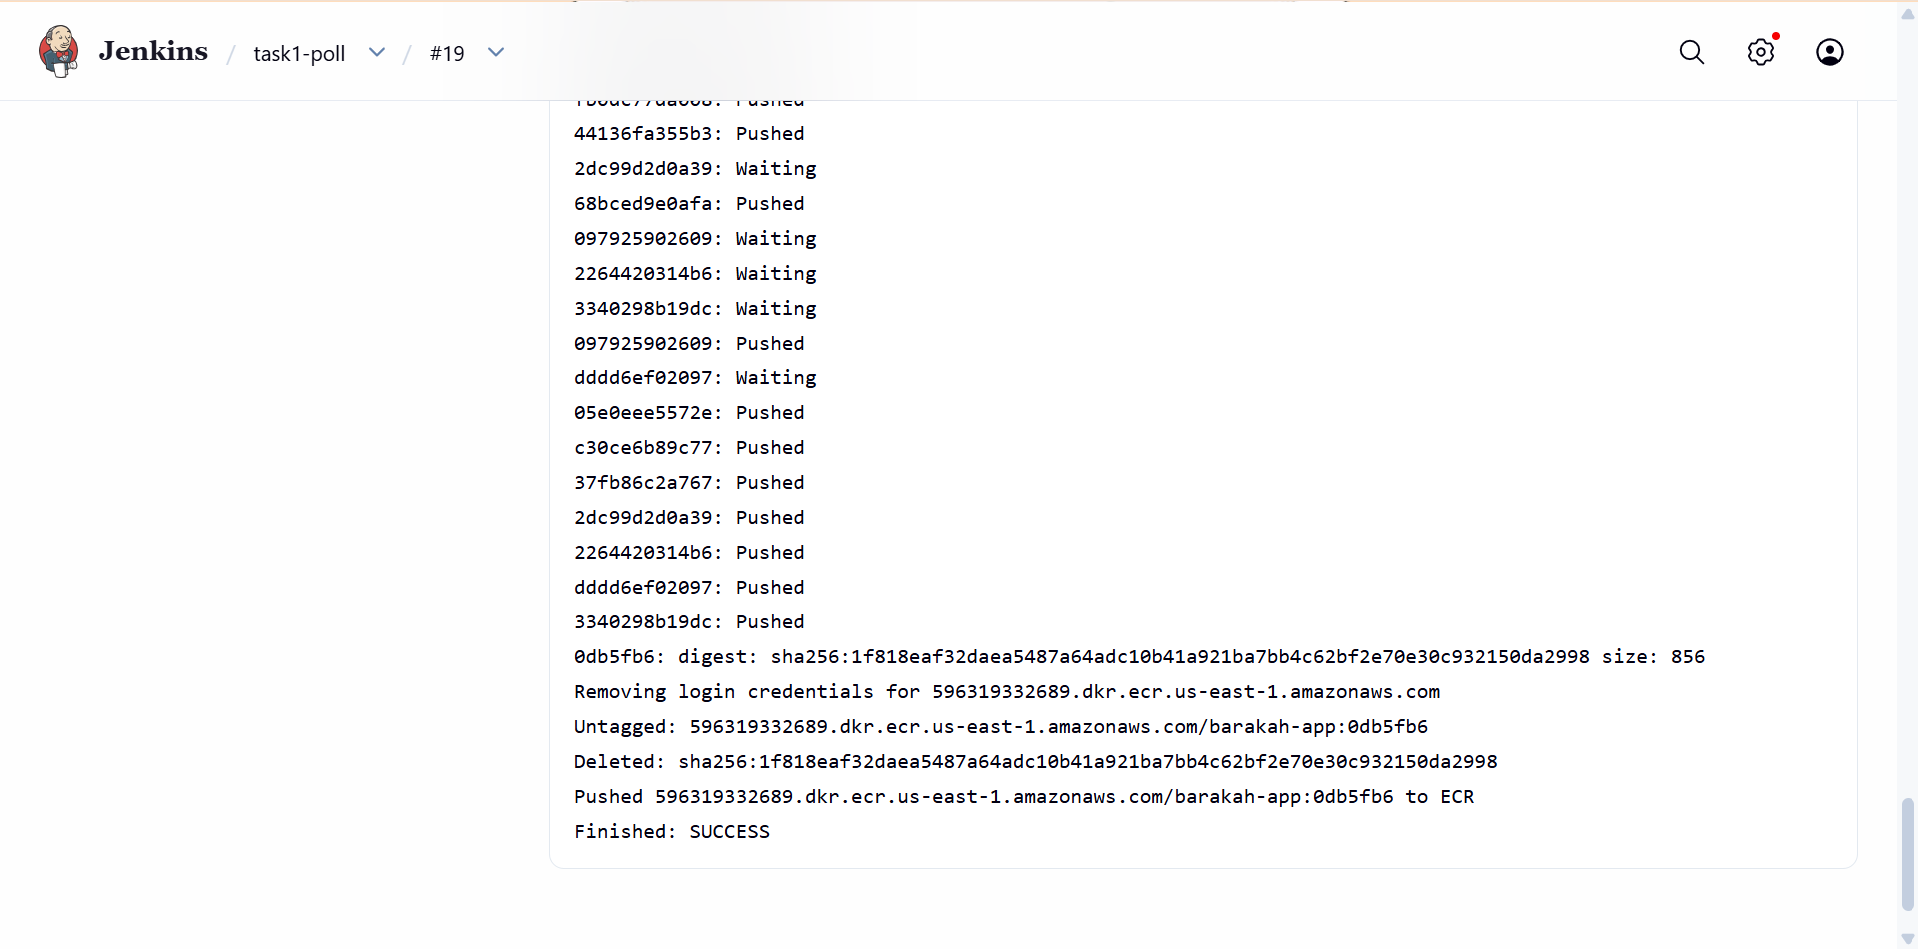 Jenkins / task1-poll / #19
44136fa355b3: Pushed
2dc99d2d0a39: Waiting
68bced9e0afa: Pushed
097925902609: Waiting
2264420314b6: Waiting
3340298b19dc: Waiting
097925902609: Pushed
dddd6ef02097: Waiting
05e0eee5572e: Pushed
c30ce6b89c77: Pushed
37fb86c2a767: Pushed
2dc99d2d0a39: Pushed
2264420314b6: Pushed
dddd6ef02097: Pushed
3340298b19dc: Pushed
0db5fb6: digest: sha256:1f818eaf32daea5487a64adc10b41a921ba7bb4c62bf2e70e30c932150da2998 size: 856
Removing login credentials for 596319332689.dkr.ecr.us-east-1.amazonaws.com
Untagged: 596319332689.dkr.ecr.us-east-1.amazonaws.com/barakah-app:0db5fb6
Deleted: sha256:1f818eaf32daea5487a64adc10b41a921ba7bb4c62bf2e70e30c932150da2998
Pushed 596319332689.dkr.ecr.us-east-1.amazonaws.com/barakah-app:0db5fb6 to ECR
Finished: SUCCESS